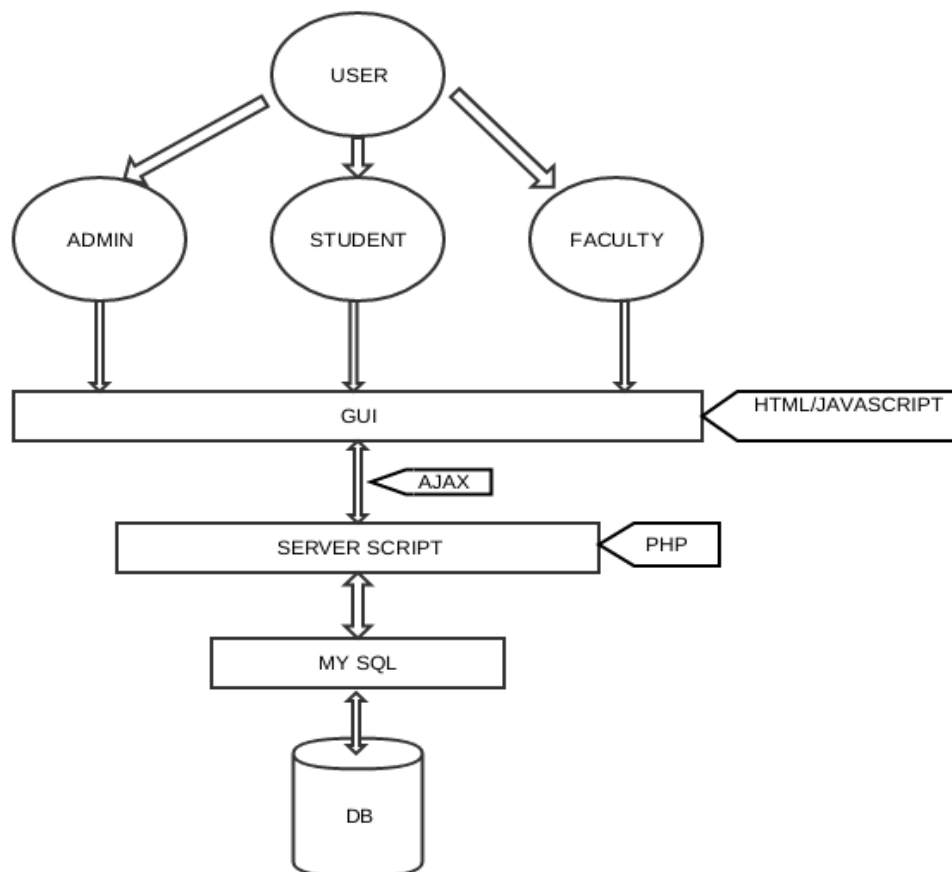 USER
ADMIN
STUDENT
FACULTY
GUI
HTML/JAVASCRIPT
AJAX
SERVER SCRIPT
PHP
MY SQL
DB